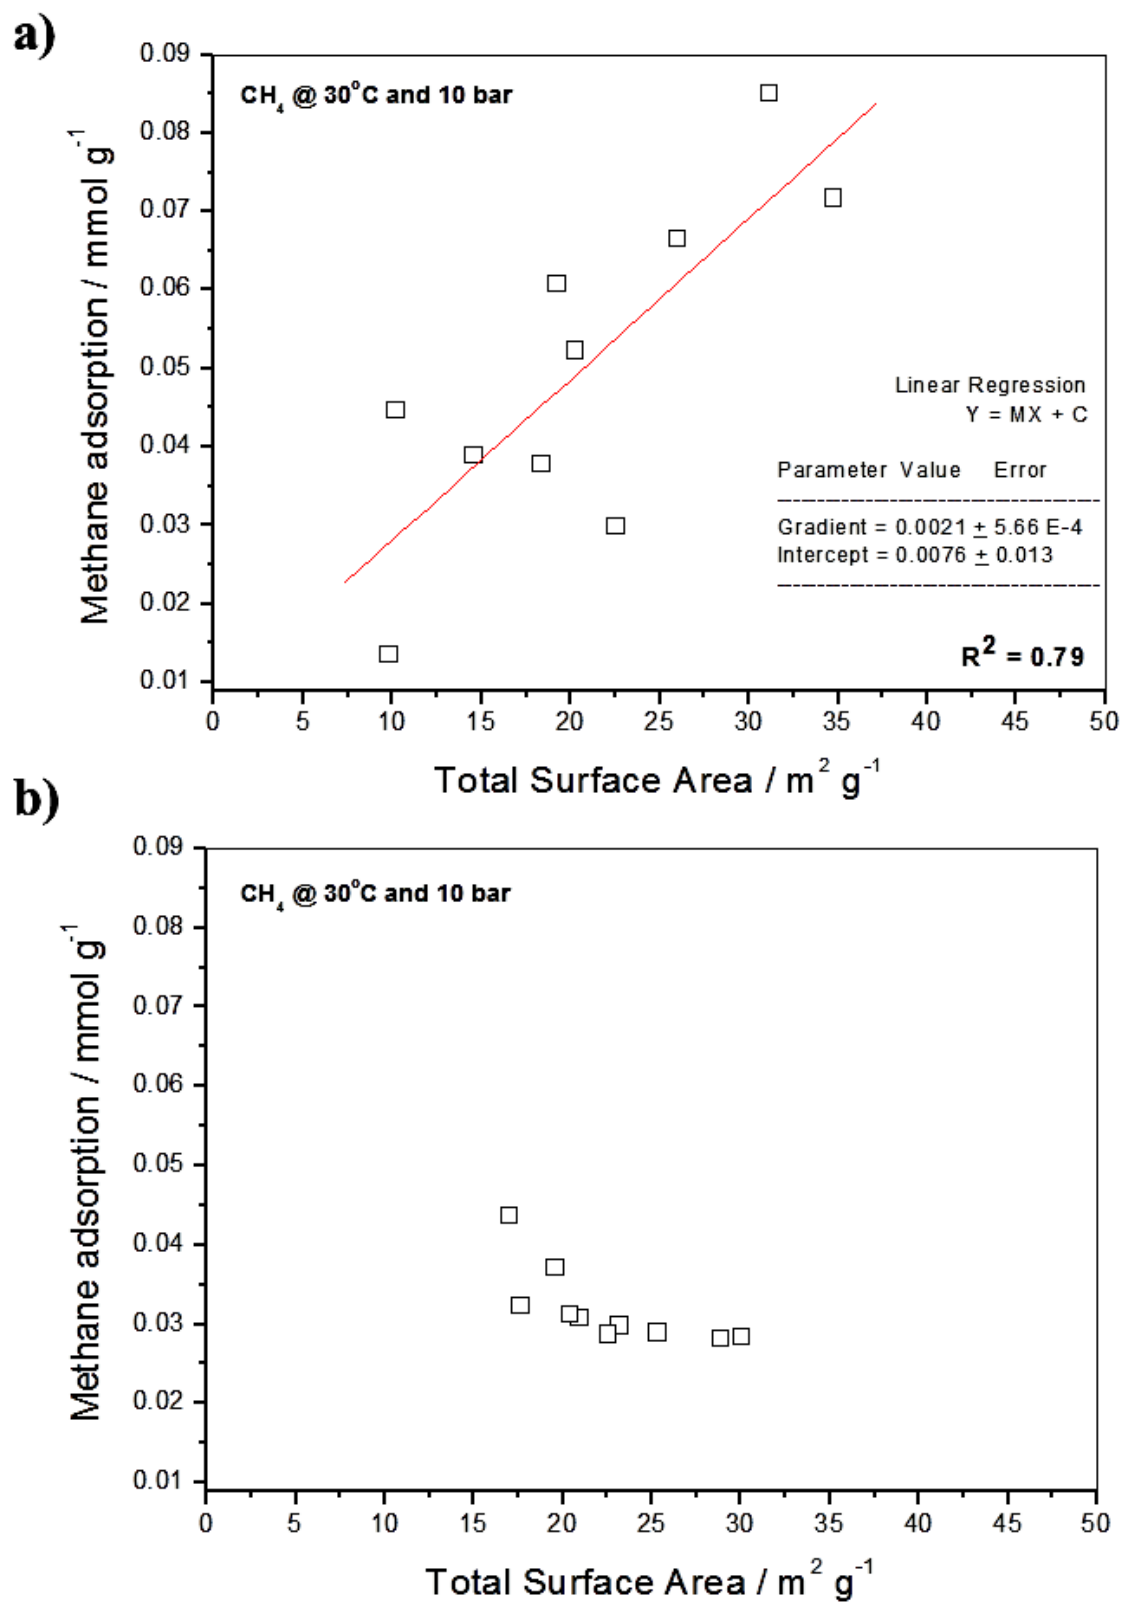 a)
0.09
0.08
0.07
0.06
0.05
0.04
0.03
0.02
0.01
Methane adsorption / mmol g⁻¹
CH₄ @ 30°C and 10 bar
Linear Regression
Y = MX + C
Parameter Value Error
Gradient = 0.0021 ± 5.66 E-4
Intercept = 0.0076 ± 0.013
R² = 0.79
0 5 10 15 20 25 30 35 40 45 50
Total Surface Area / m² g⁻¹
b)
0.09
0.08
0.07
0.06
0.05
0.04
0.03
0.02
0.01
Methane adsorption / mmol g⁻¹
CH₄ @ 30°C and 10 bar
0 5 10 15 20 25 30 35 40 45 50
Total Surface Area / m² g⁻¹